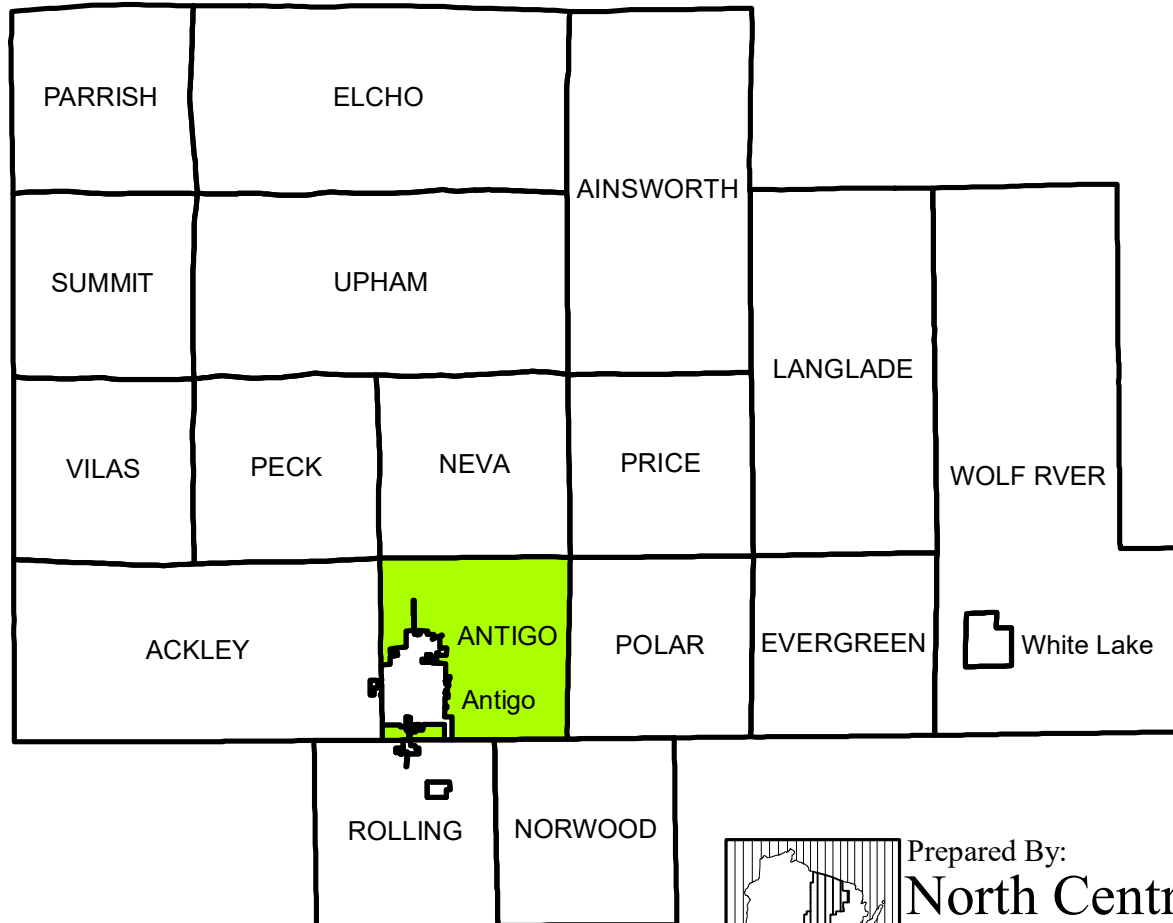 PARRISH
ELCHO
AINSWORTH
SUMMIT
UPHAM
LANGLADE
VILAS
PECK
NEVA
PRICE
WOLF RVER
ACKLEY
ANTIGO
POLAR
EVERGREEN
White Lake
Antigo
ROLLING
NORWOOD
Prepared By:
North Centr